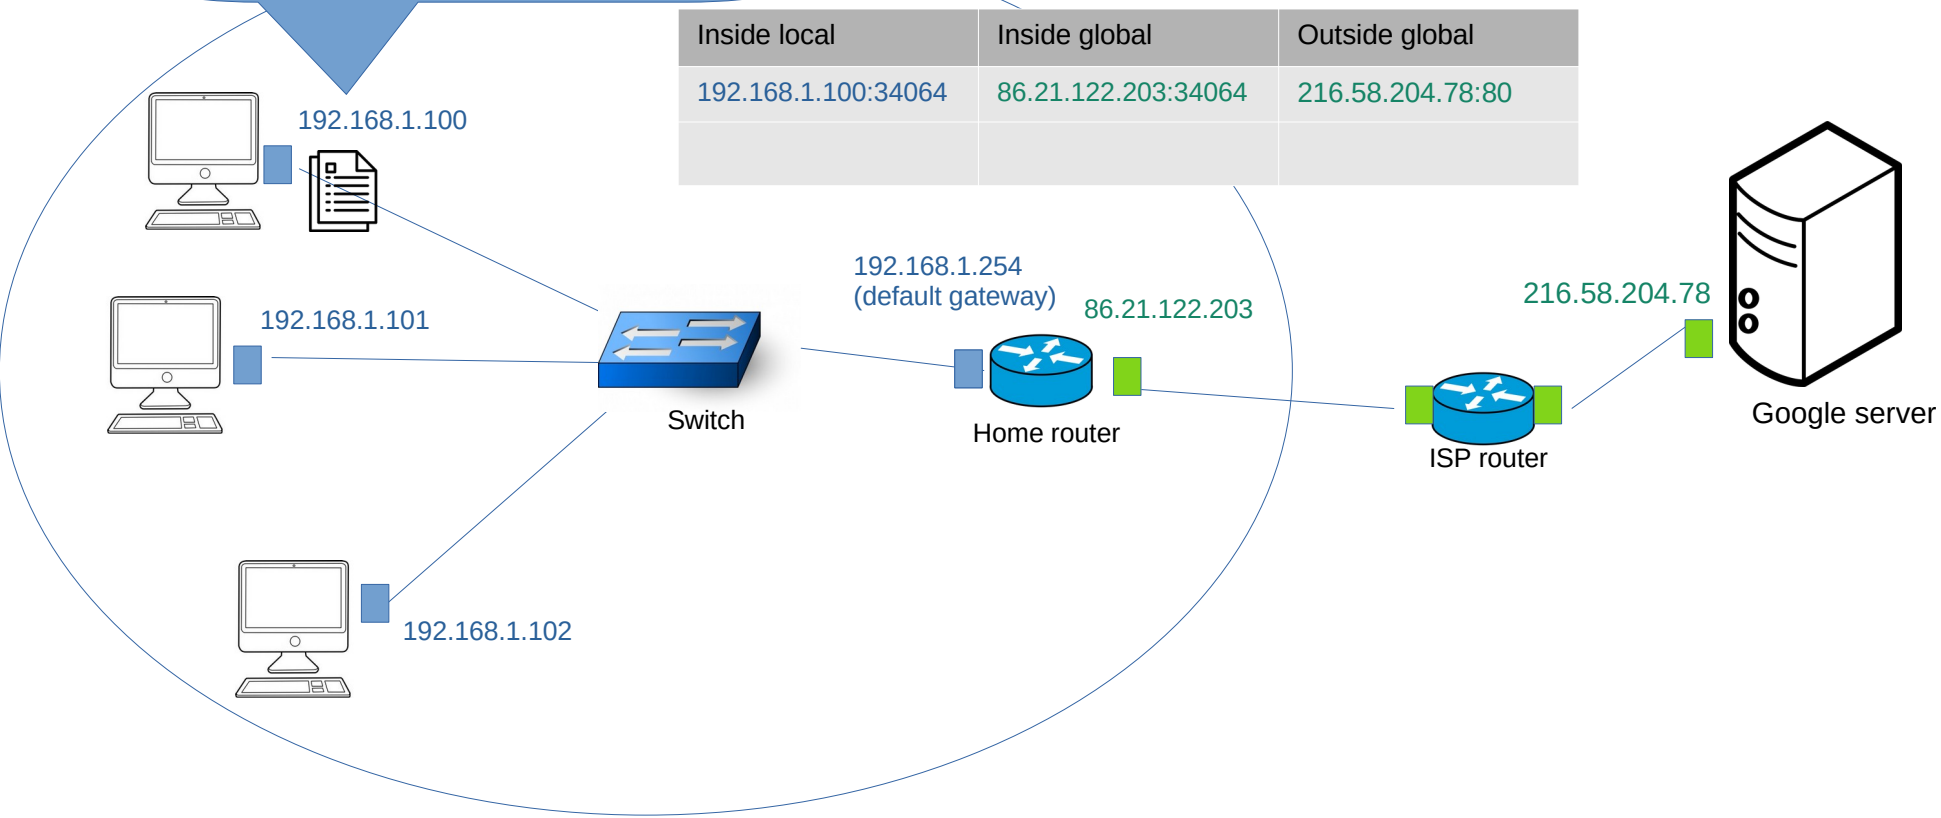 Inside local Inside global Outside global
192.168.1.100:34064 86.21.122.203:34064 216.58.204.78:80
192.168.1.100
192.168.1.254
(default gateway)
86.21.122.203
216.58.204.78
192.168.1.101
Switch
Home router
ISP router
Google server
192.168.1.102